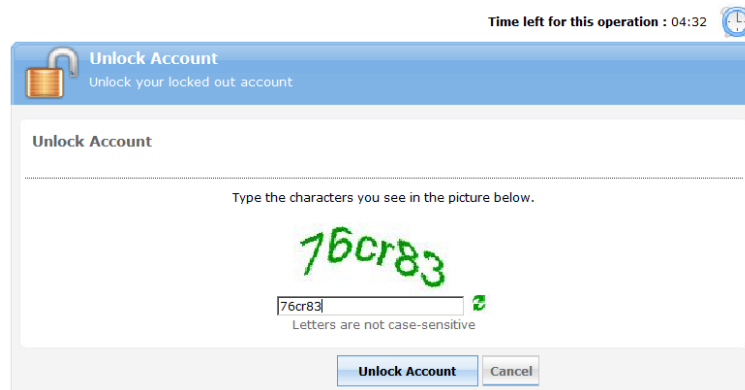 Time left for this operation : 04:32
Unlock Account
Unlock your locked out account
Unlock Account
Type the characters you see in the picture below.
76cr83
76cr83
Letters are not case-sensitive
Unlock Account Cancel